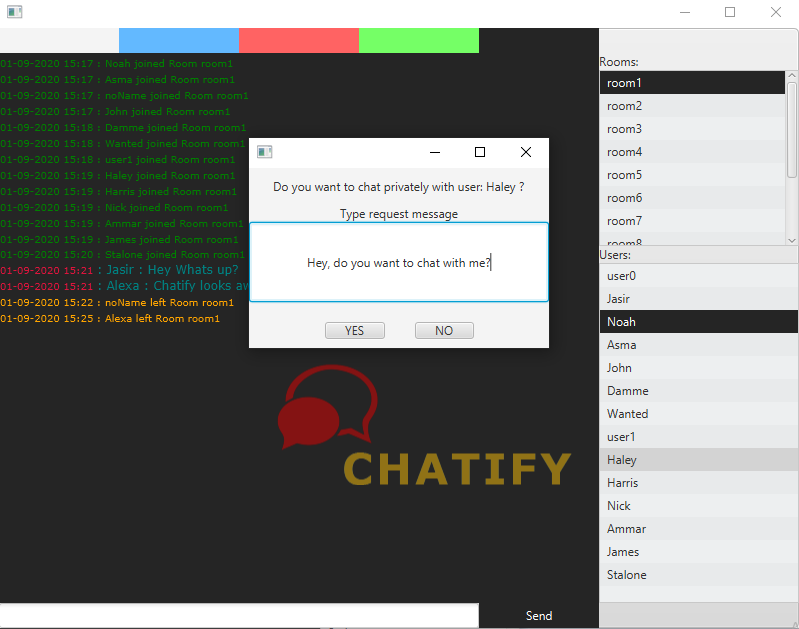 Rooms:
01-09-2020 15:17 : Noah joined Room room1
01-09-2020 15:17 : Asma joined Room room1
01-09-2020 15:17 : noName joined Room room1
01-09-2020 15:17 : John joined Room room1
01-09-2020 15:18 : Damme joined Room room1
01-09-2020 15:18 : Wanted joined Room room1
01-09-2020 15:18 : user1 joined Room room1
01-09-2020 15:19 : Haley joined Room room1
01-09-2020 15:19 : Harris joined Room room1
01-09-2020 15:19 : Nick joined Room room1
01-09-2020 15:19 : Ammar joined Room room1
01-09-2020 15:19 : James joined Room room1
01-09-2020 15:20 : Stalone joined Room room1
01-09-2020 15:21 : Jasir : Hey Whats up?
01-09-2020 15:21 : Alexa : Chatify looks aw
01-09-2020 15:22 : noName left Room room1
01-09-2020 15:25 : Alexa left Room room1
Do you want to chat privately with user: Haley ?
Type request message
Hey, do you want to chat with me?
YES
NO
CHATIFY
Send
room1
room2
room3
room4
room5
room6
room7
room8
Users:
user0
Jasir
Noah
Asma
John
Damme
Wanted
user1
Haley
Harris
Nick
Ammar
James
Stalone